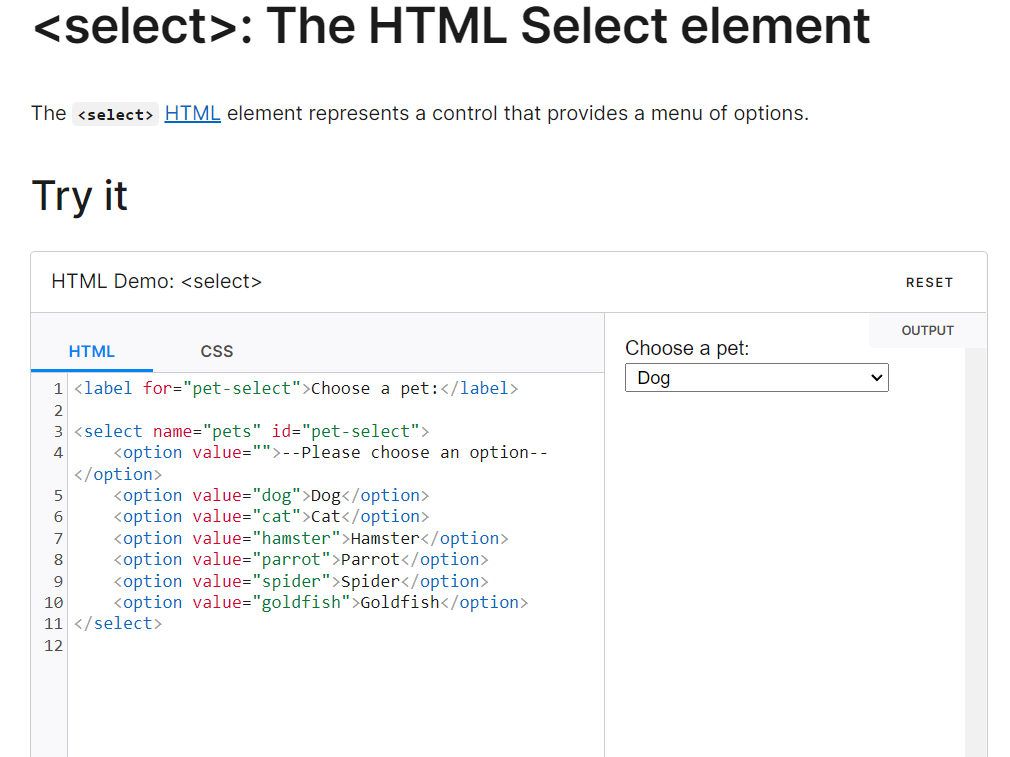 <select>: The HTML Select element
The <select> HTML element represents a control that provides a menu of options.
Try it
HTML Demo: <select>
RESET
HTML
CSS
1 <label for="pet-select">Choose a pet:</label>
2
3 <select name="pets" id="pet-select">
4     <option value="">--Please choose an option--
</option>
5     <option value="dog">Dog</option>
6     <option value="cat">Cat</option>
7     <option value="hamster">Hamster</option>
8     <option value="parrot">Parrot</option>
9     <option value="spider">Spider</option>
10     <option value="goldfish">Goldfish</option>
11 </select>
12
OUTPUT
Choose a pet:
Dog